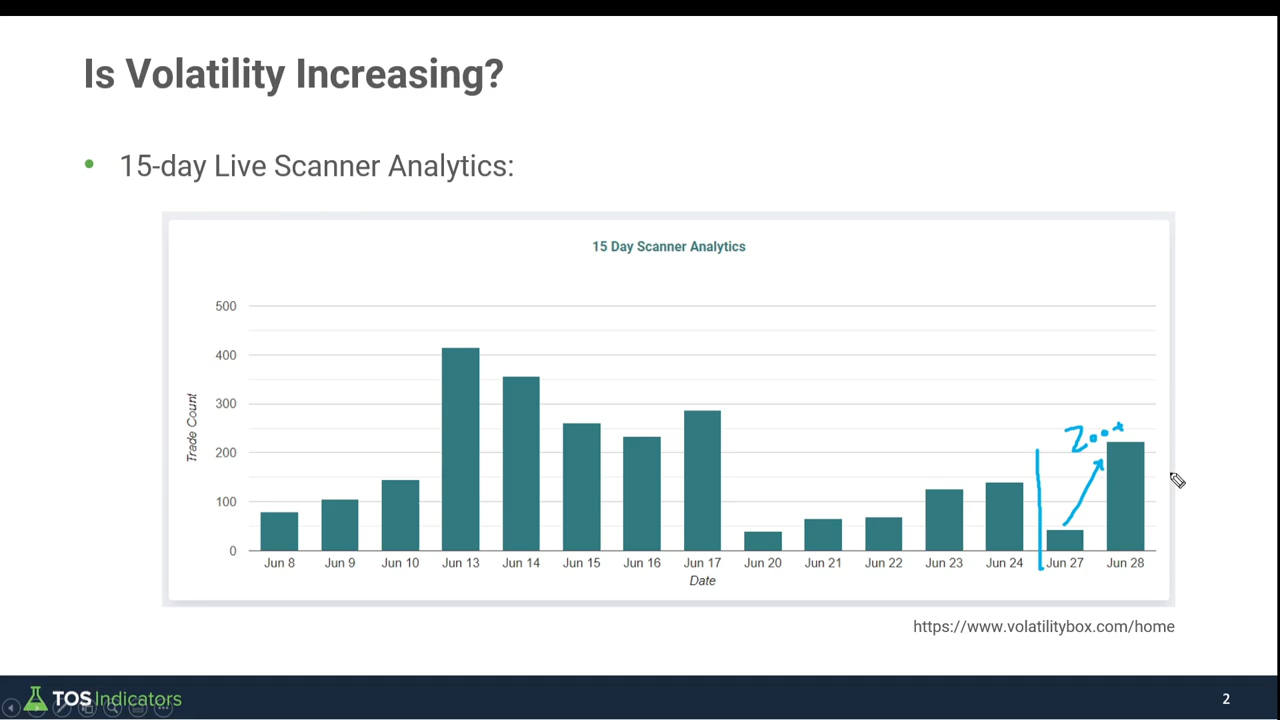 Is Volatility Increasing?
• 15-day Live Scanner Analytics:
15 Day Scanner Analytics
500
400
300
200
100
0
Trade Count
200+
Jun 8 Jun 9 Jun 10 Jun 13 Jun 14 Jun 15 Jun 16 Jun 17 Jun 20 Jun 21 Jun 22 Jun 23 Jun 24 Jun 27 Jun 28
Date
https://www.volatilitybox.com/home
TOS Indicators
2